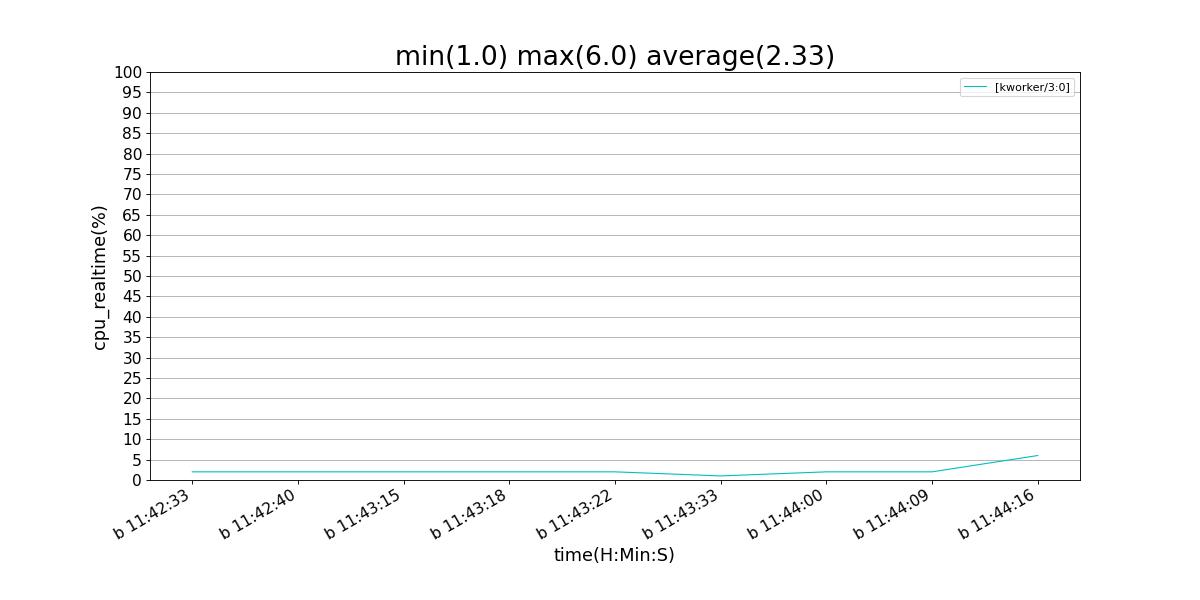 min(1.0) max(6.0) average(2.33)
100
95
90
85
80
75
70
65
60
55
50
45
40
35
30
25
20
15
10
5
0
cpu_realtime(%)
[kworker/3:0]
b 11:42:33
b 11:42:40
b 11:43:15
b 11:43:18
b 11:43:22
b 11:43:33
b 11:44:00
b 11:44:09
b 11:44:16
time(H:Min:S)